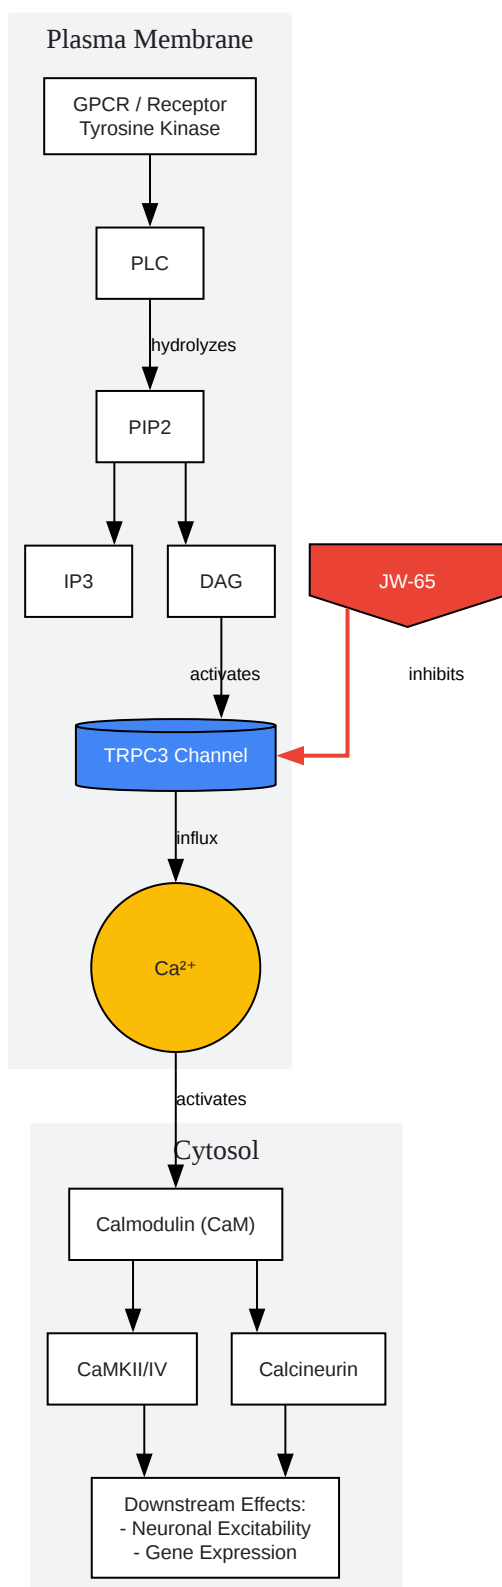 Plasma Membrane
GPCR / Receptor
Tyrosine Kinase
PLC
hydrolyzes
PIP2
IP3
DAG
JW-65
activates
inhibits
TRPC3 Channel
influx
Ca²⁺
activates
Cytosol
Calmodulin (CaM)
CaMKII/IV
Calcineurin
Downstream Effects:
- Neuronal Excitability
- Gene Expression